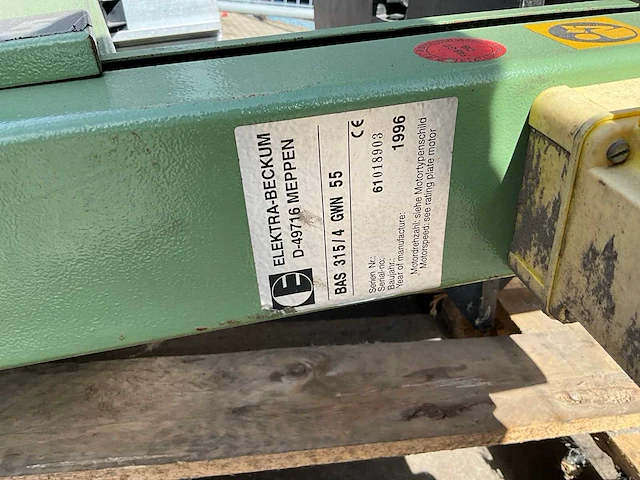 ELEKTRA-BECKUM
D-49716 MEPPEN
BAS 315/4 GWN 55
CE
Serien Nr.:
Serial-no:
61018903
Baujahr:
Year of manufacture:
1996
Motordrehzahl: siehe Motortypenschild
Motorspeed: see rating plate motor